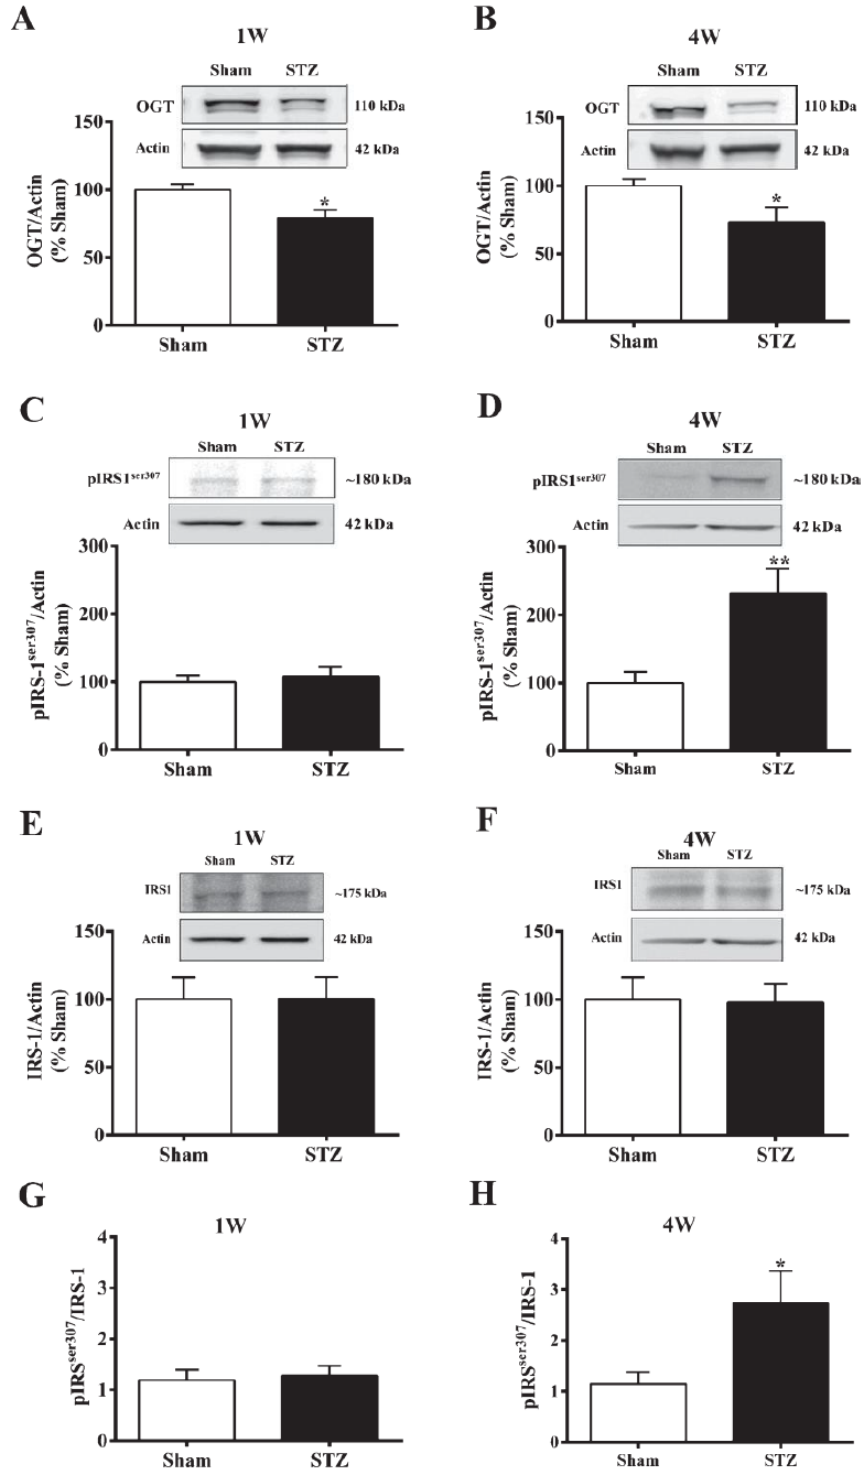 A
1W
Sham STZ
OGT 110 kDa
Actin 42 kDa
150
100
50
0
OGT/Actin
(% Sham)
*
Sham STZ
B
4W
Sham STZ
OGT 110 kDa
Actin 42 kDa
150
100
50
0
OGT/Actin
(% Sham)
*
Sham STZ
C
1W
Sham STZ
pIRS1ser307 ~180 kDa
Actin 42 kDa
300
200
100
0
pIRS-1ser307/Actin
(% Sham)
Sham STZ
D
4W
Sham STZ
pIRS1ser307 ~180 kDa
Actin 42 kDa
300
200
100
0
pIRS-1ser307/Actin
(% Sham)
**
Sham STZ
E
1W
Sham STZ
IRS1 ~175 kDa
Actin 42 kDa
150
100
50
0
IRS-1/Actin
(% Sham)
Sham STZ
F
4W
Sham STZ
IRS1 ~175 kDa
Actin 42 kDa
150
100
50
0
IRS-1/Actin
(% Sham)
Sham STZ
G
1W
4
3
2
1
0
pIRSser307/IRS-1
Sham STZ
H
4W
4
3
2
1
0
pIRSser307/IRS-1
*
Sham STZ